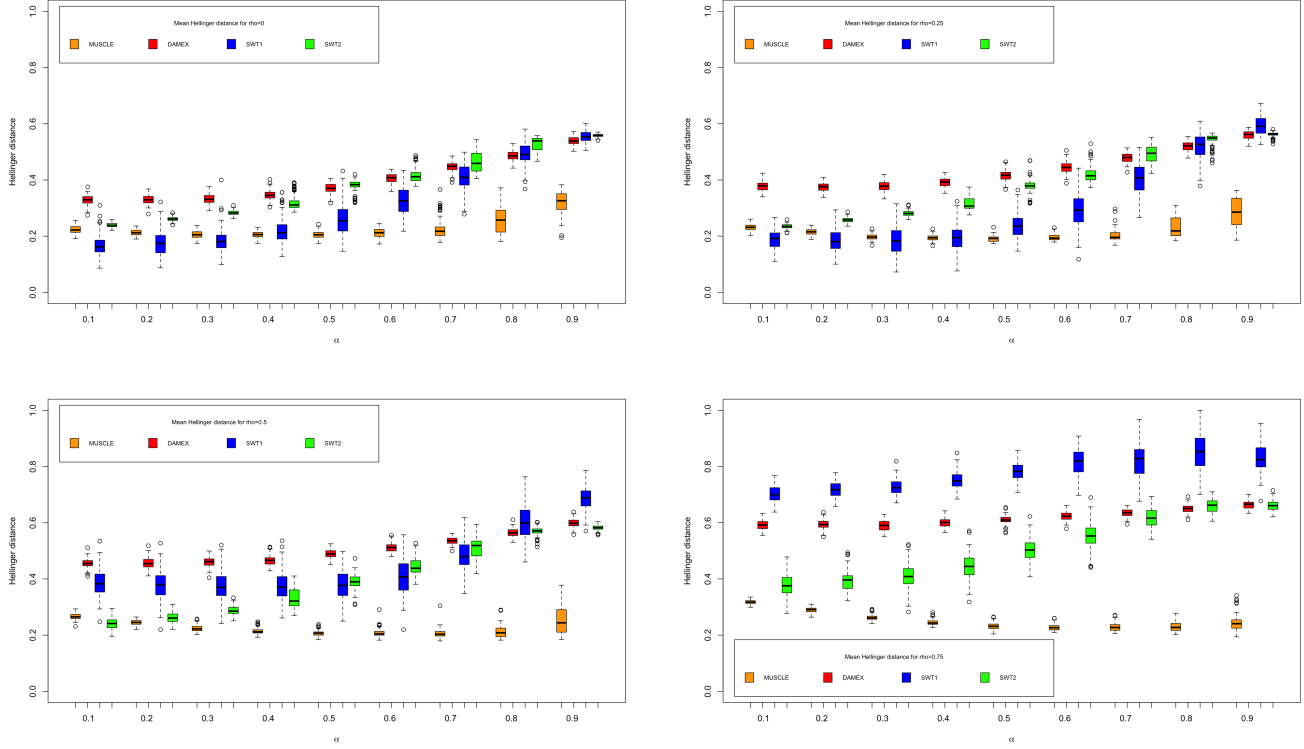 Mean Hellinger distance for rho=0
MUSCLE DAMEX SWT1 SWT2
Hellinger distance
0.0 0.2 0.4 0.6 0.8 1.0
0.1 0.2 0.3 0.4 0.5 0.6 0.7 0.8 0.9
α
Mean Hellinger distance for rho=0.25
MUSCLE DAMEX SWT1 SWT2
Hellinger distance
0.0 0.2 0.4 0.6 0.8 1.0
0.1 0.2 0.3 0.4 0.5 0.6 0.7 0.8 0.9
α
Mean Hellinger distance for rho=0.5
MUSCLE DAMEX SWT1 SWT2
Hellinger distance
0.0 0.2 0.4 0.6 0.8 1.0
0.1 0.2 0.3 0.4 0.5 0.6 0.7 0.8 0.9
α
Hellinger distance
0.0 0.2 0.4 0.6 0.8 1.0
Mean Hellinger distance for rho=0.75
MUSCLE DAMEX SWT1 SWT2
0.1 0.2 0.3 0.4 0.5 0.6 0.7 0.8 0.9
α